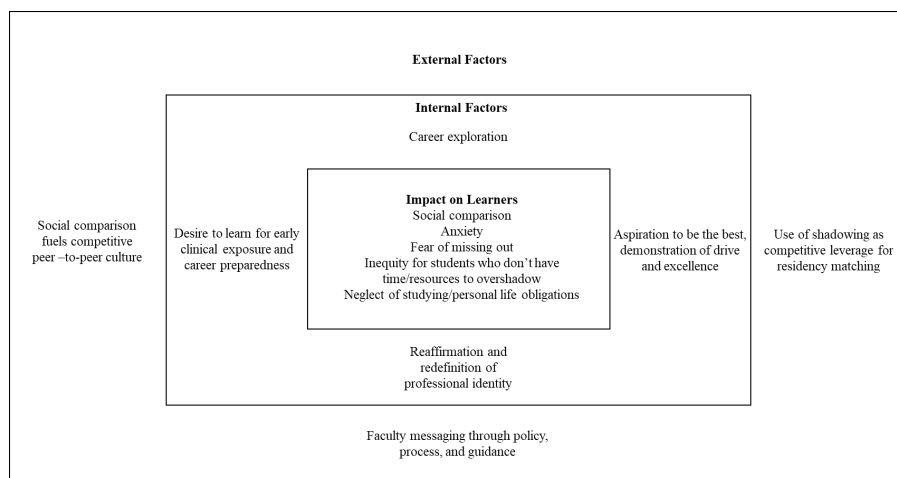 External Factors
Internal Factors
Career exploration
Social comparison
fuels competitive
peer –to-peer culture
Desire to learn for early
clinical exposure and
career preparedness
Impact on Learners
Social comparison
Anxiety
Fear of missing out
Inequity for students who don't have
time/resources to overshadow
Neglect of studying/personal life obligations
Aspiration to be the best,
demonstration of drive
and excellence
Use of shadowing as
competitive leverage for
residency matching
Reaffirmation and
redefinition of
professional identity
Faculty messaging through policy,
process, and guidance